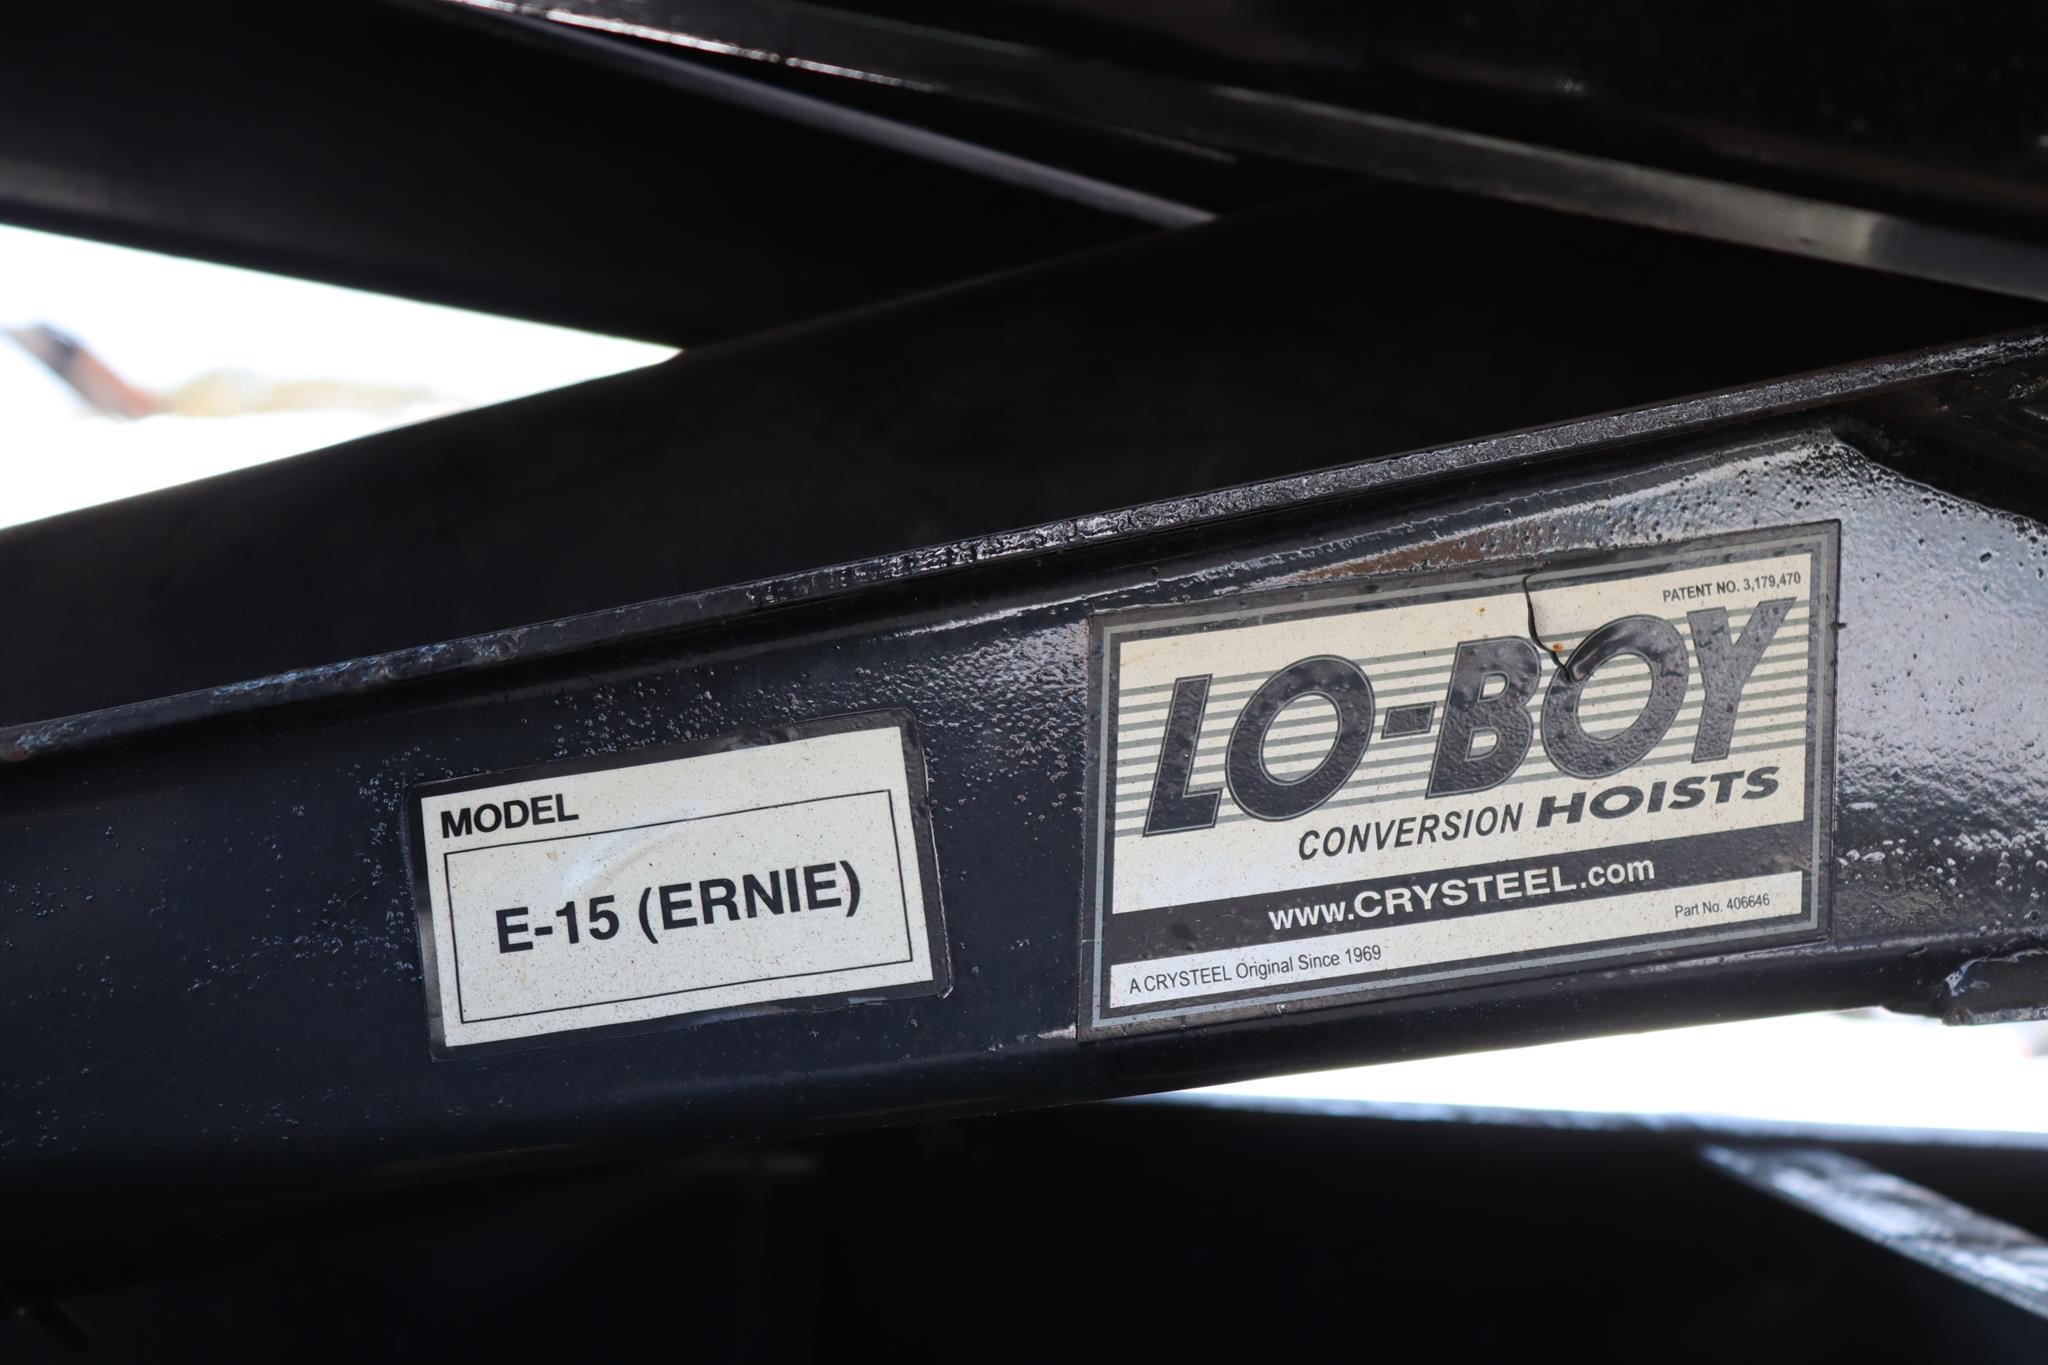 MODEL
E-15 (ERNIE)
PATENT NO. 3,179,470
LO-BOY
CONVERSION HOISTS
www.CRYSTEEL.com
Part No. 406646
A CRYSTEEL Original Since 1969